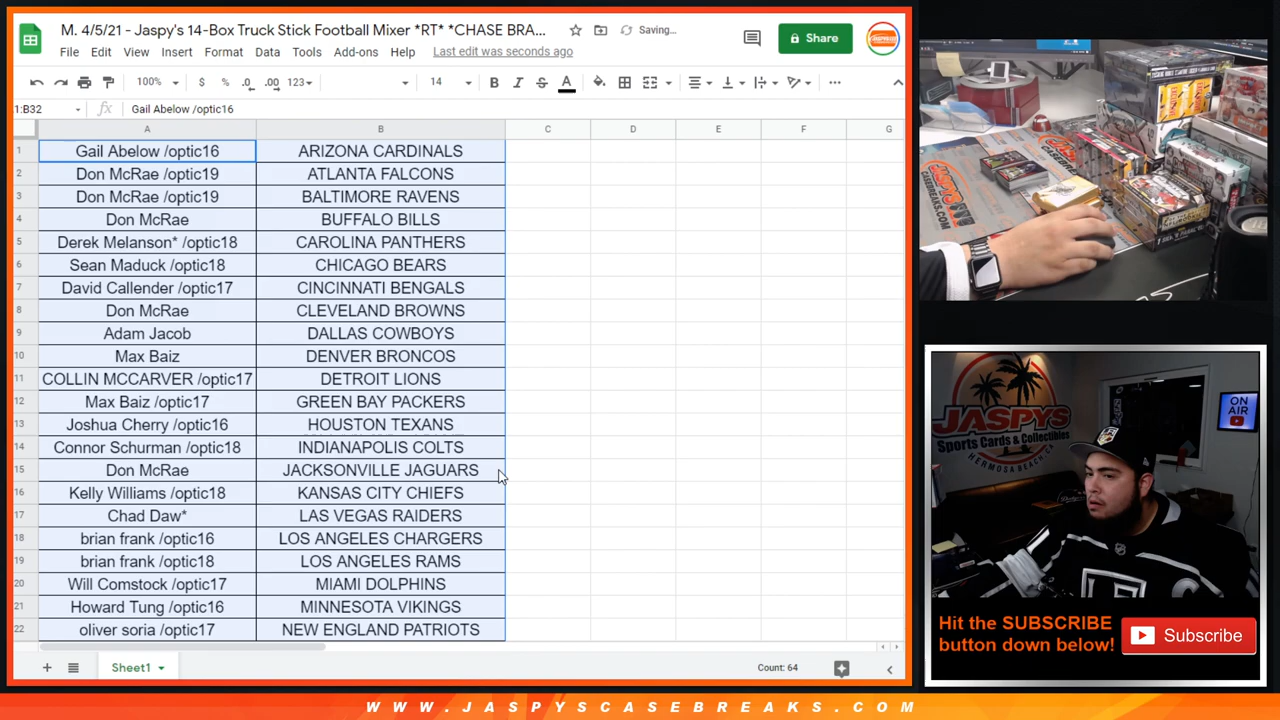 M. 4/5/21 - Jaspy's 14-Box Truck Stick Football Mixer *RT* *CHASE BRA...
Saving...
Share
File Edit View Insert Format Data Tools Add-ons Help Last edit was seconds ago
100% $ % .0 .00 123 14 B I S A
1:B32 fx Gail Abelow /optic16
A B C D E F G
1 Gail Abelow /optic16 ARIZONA CARDINALS
2 Don McRae /optic19 ATLANTA FALCONS
3 Don McRae /optic19 BALTIMORE RAVENS
4 Don McRae BUFFALO BILLS
5 Derek Melanson* /optic18 CAROLINA PANTHERS
6 Sean Maduck /optic18 CHICAGO BEARS
7 David Callender /optic17 CINCINNATI BENGALS
8 Don McRae CLEVELAND BROWNS
9 Adam Jacob DALLAS COWBOYS
10 Max Baiz DENVER BRONCOS
11 COLLIN MCCARVER /optic17 DETROIT LIONS
12 Max Baiz /optic17 GREEN BAY PACKERS
13 Joshua Cherry /optic16 HOUSTON TEXANS
14 Connor Schurman /optic18 INDIANAPOLIS COLTS
15 Don McRae JACKSONVILLE JAGUARS
16 Kelly Williams /optic18 KANSAS CITY CHIEFS
17 Chad Daw* LAS VEGAS RAIDERS
18 brian frank /optic16 LOS ANGELES CHARGERS
19 brian frank /optic18 LOS ANGELES RAMS
20 Will Comstock /optic17 MIAMI DOLPHINS
21 Howard Tung /optic16 MINNESOTA VIKINGS
22 oliver soria /optic17 NEW ENGLAND PATRIOTS
Sheet1
Count: 64
JASPYS
Sports Cards & Collectibles
HERMOSA BEACH, CA
ON AIR
Hit the SUBSCRIBE
button down below!
Subscribe
WWW.JASPYSCASEBREAKS.COM